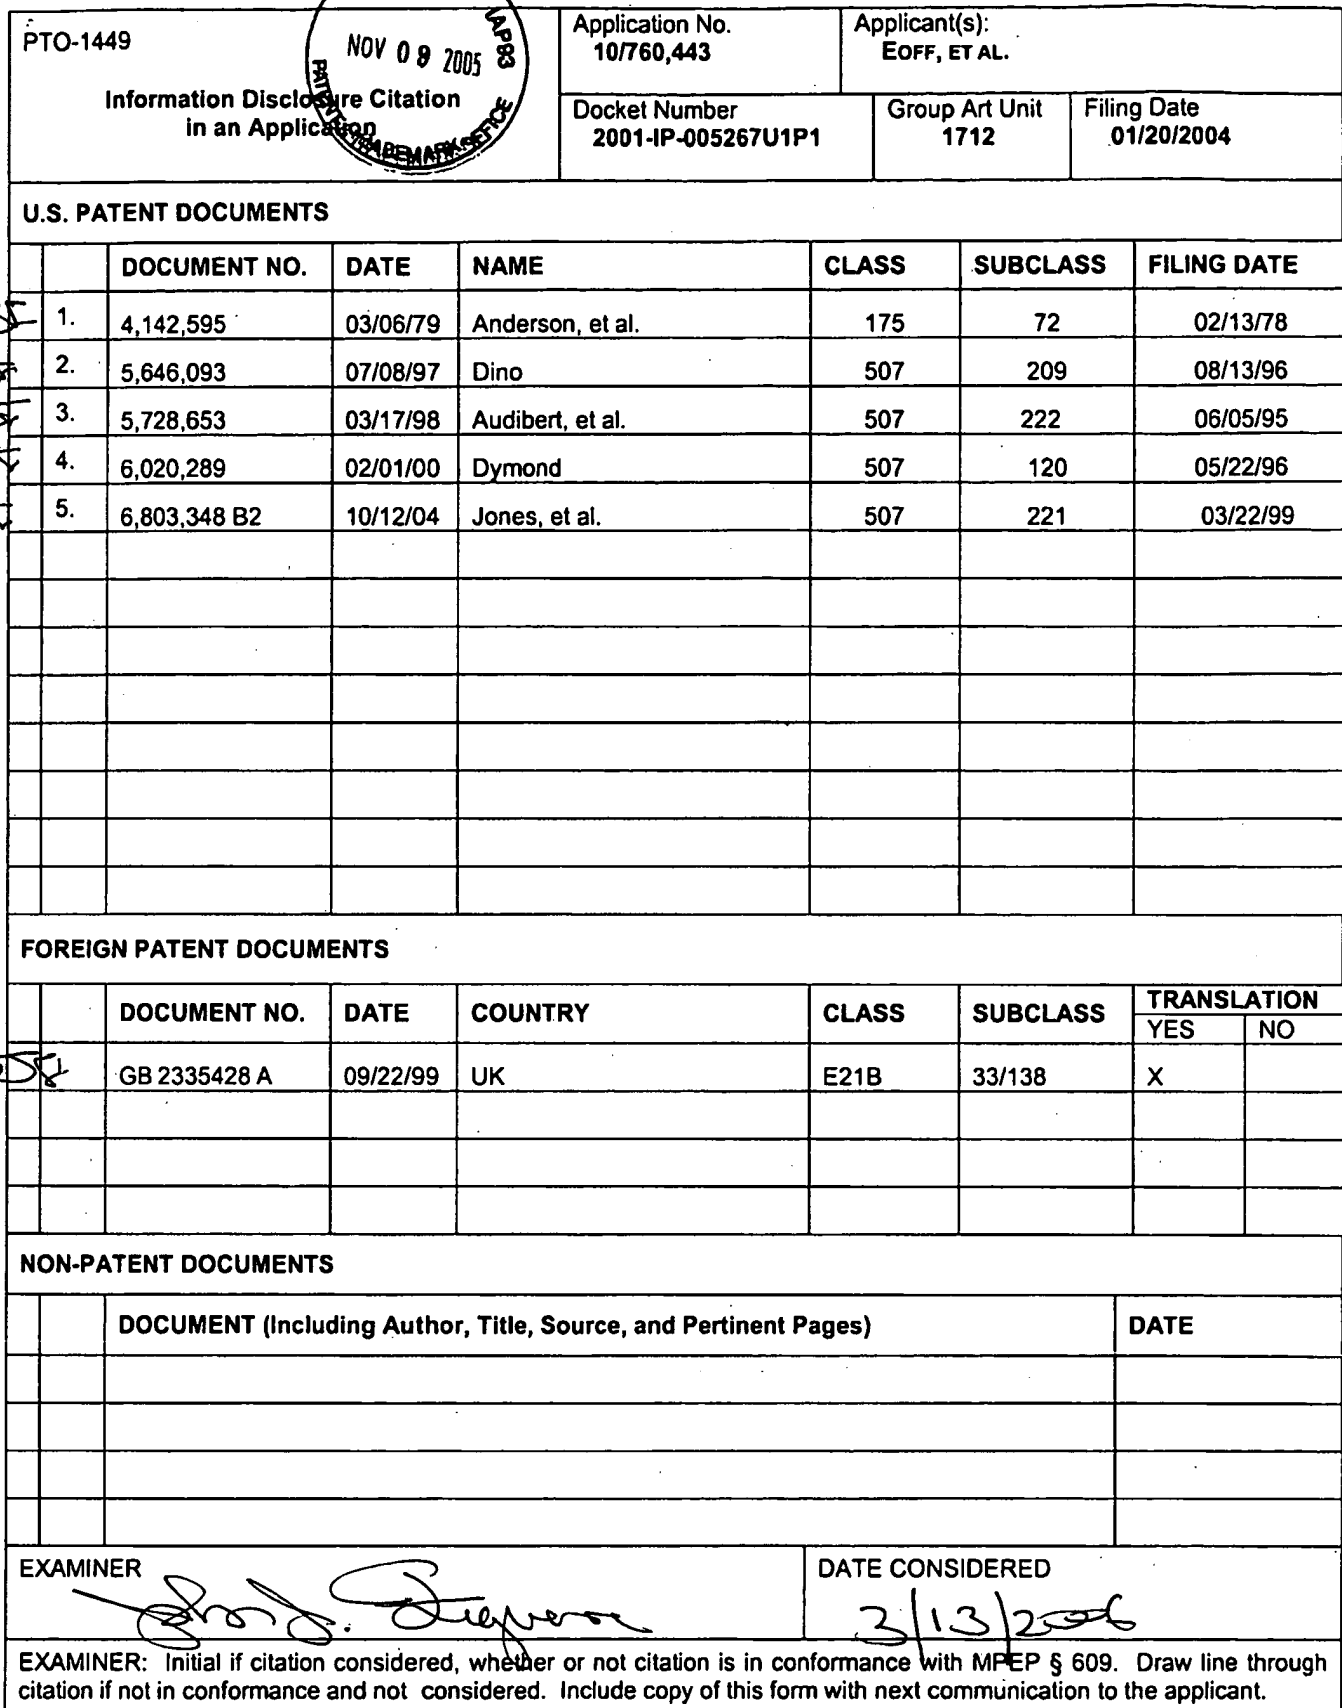 PTO-1449
Information Disclosure Citation
in an Application
NOV 09 2005
PATENT & TRADEMARK OFFICE
Application No.
10/760,443
Applicant(s):
EOFF, ET AL.
Docket Number
2001-IP-005267U1P1
Group Art Unit
1712
Filing Date
01/20/2004
U.S. PATENT DOCUMENTS
DOCUMENT NO. DATE NAME CLASS SUBCLASS FILING DATE
1. 4,142,595 03/06/79 Anderson, et al. 175 72 02/13/78
2. 5,646,093 07/08/97 Dino 507 209 08/13/96
3. 5,728,653 03/17/98 Audibert, et al. 507 222 06/05/95
4. 6,020,289 02/01/00 Dymond 507 120 05/22/96
5. 6,803,348 B2 10/12/04 Jones, et al. 507 221 03/22/99
FOREIGN PATENT DOCUMENTS
DOCUMENT NO. DATE COUNTRY CLASS SUBCLASS TRANSLATION
YES NO
GB 2335428 A 09/22/99 UK E21B 33/138 X
NON-PATENT DOCUMENTS
DOCUMENT (Including Author, Title, Source, and Pertinent Pages) DATE
EXAMINER
DATE CONSIDERED
3/13/2006
EXAMINER: Initial if citation considered, whether or not citation is in conformance with MPEP § 609. Draw line through
citation if not in conformance and not considered. Include copy of this form with next communication to the applicant.